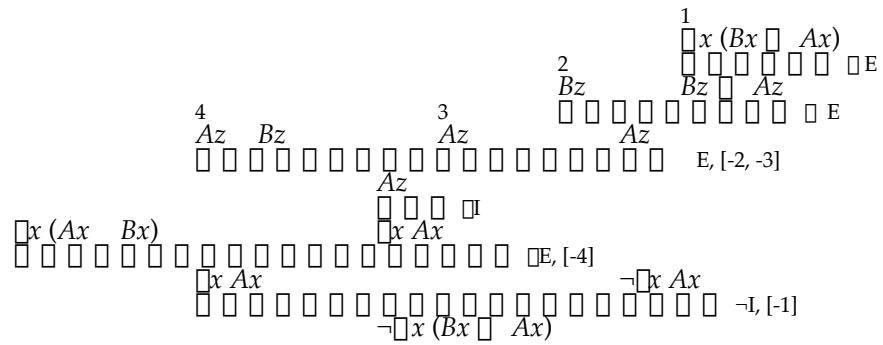 1
▯x (Bx ▯ Ax)
▯ ▯ ▯ ▯ ▯ ▯ ▯E
2
Bz Bz ▯ Az
▯ ▯ ▯ ▯ ▯ ▯ ▯ ▯ ▯ ▯ E
4 3
Az Bz Az Az
▯ ▯ ▯ ▯ ▯ ▯ ▯ ▯ ▯ ▯ ▯ ▯ ▯ ▯ ▯ ▯ ▯ ▯ E, [-2, -3]
Az
▯ ▯ ▯ ▯I
▯x (Ax Bx) ▯x Ax
▯ ▯ ▯ ▯ ▯ ▯ ▯ ▯ ▯ ▯ ▯ ▯ ▯ ▯ ▯ ▯ ▯ ▯ ▯ ▯E, [-4]
▯x Ax ¬▯x Ax
▯ ▯ ▯ ▯ ▯ ▯ ▯ ▯ ▯ ▯ ▯ ▯ ▯ ▯ ▯ ▯ ▯ ▯ ▯ ▯ ¬I, [-1]
¬▯x (Bx ▯ Ax)